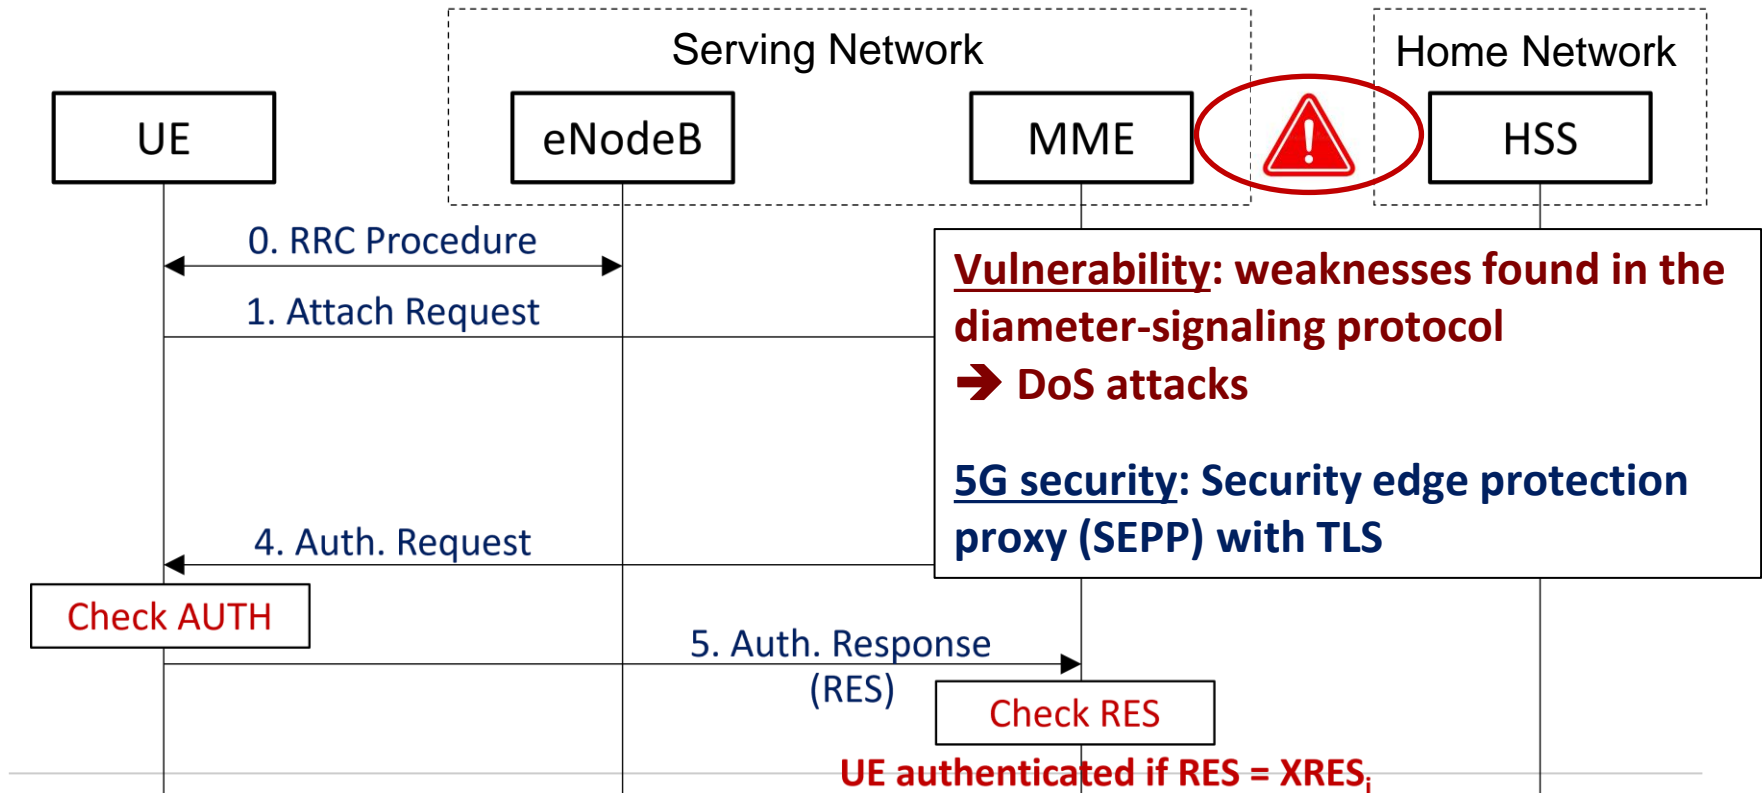 Serving Network
Home Network
UE
eNodeB
MME
HSS
0. RRC Procedure
1. Attach Request
Vulnerability: weaknesses found in the
diameter-signaling protocol
➔ DoS attacks
5G security: Security edge protection
proxy (SEPP) with TLS
4. Auth. Request
Check AUTH
5. Auth. Response
(RES)
Check RES
UE authenticated if RES = XRESi